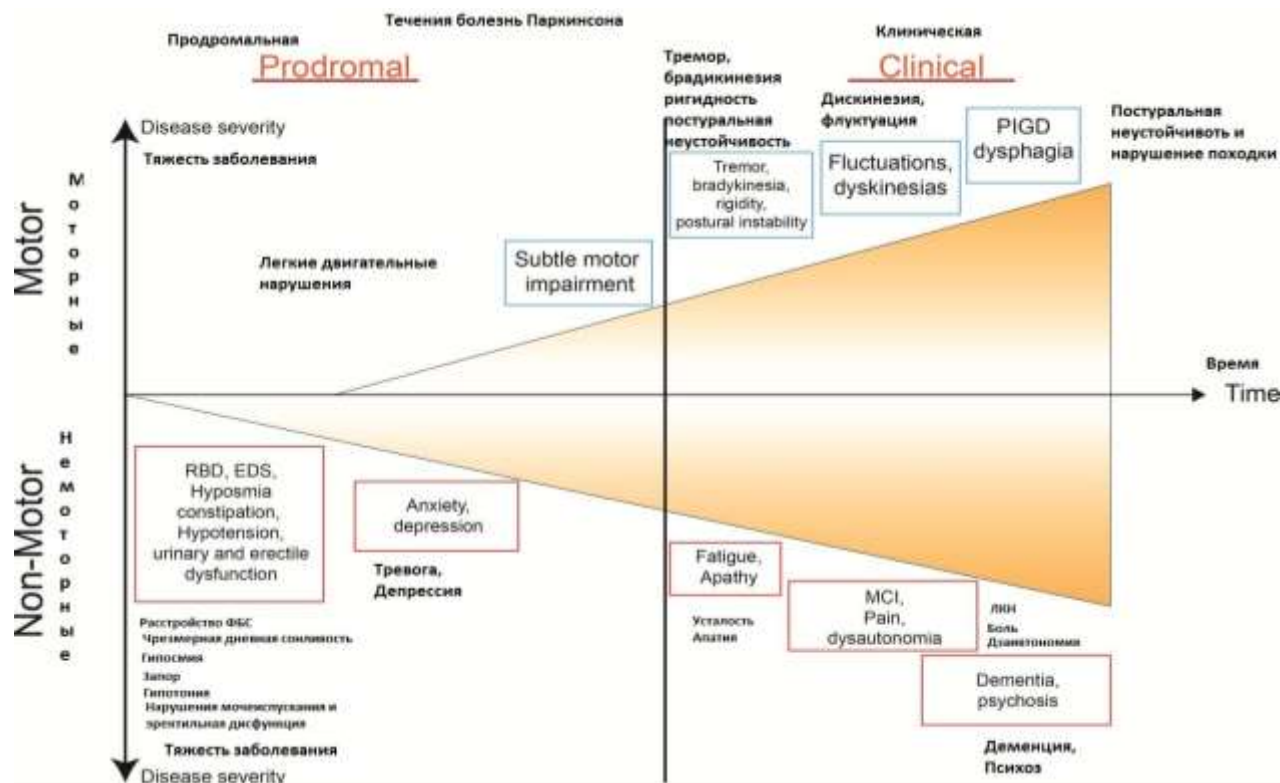 Течения болезнь Паркинсона
Продромальная
Prodromal
Клиническая
Clinical
Тремор,
брадикинезия
ригидность
постуральная
неустойчивость
Дискинезия,
флуктуация
Постуральная
неустойчивоть и
нарушение походки
Disease severity
Тяжесть заболевания
PIGD
dysphagia
Fluctuations,
dyskinesias
Tremor,
bradykinesia,
rigidity,
postural instability
Motor
Моторные
Легкие двигательные
нарушения
Subtle motor
impairment
Время
Time
Non-Motor
Немоторные
RBD, EDS,
Hyposmia
constipation,
Hypotension,
urinary and erectile
dysfunction
Anxiety,
depression
Тревога,
Депрессия
Fatigue,
Apathy
Усталость
Апатия
MCI,
Pain,
dysautonomia
ЛКН
Боль
Дзавтономия
Dementia,
psychosis
Деменция,
Психоз
Расстройство ФБС
Чрезмерная дневная сонливость
Гипосмия
Запор
Гипотония
Нарушения мочеиспускания и
эректильная дисфункция
Тяжесть заболевания
Disease severity